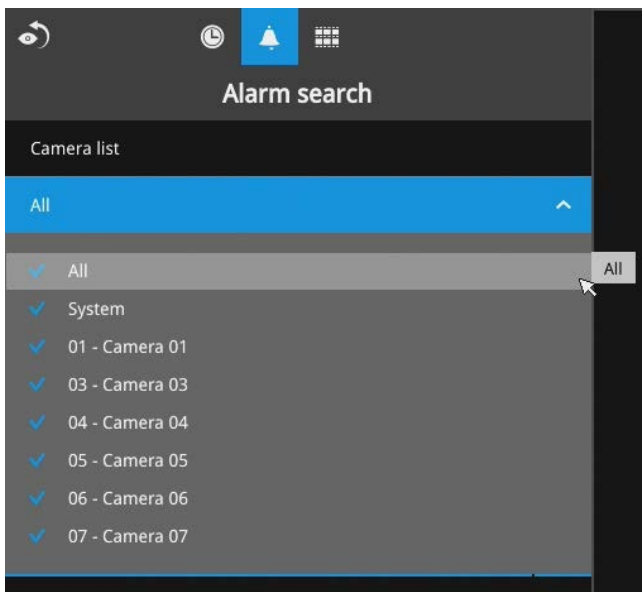 Alarm search
Camera list
All
All
All
System
01 - Camera 01
03 - Camera 03
04 - Camera 04
05 - Camera 05
06 - Camera 06
07 - Camera 07